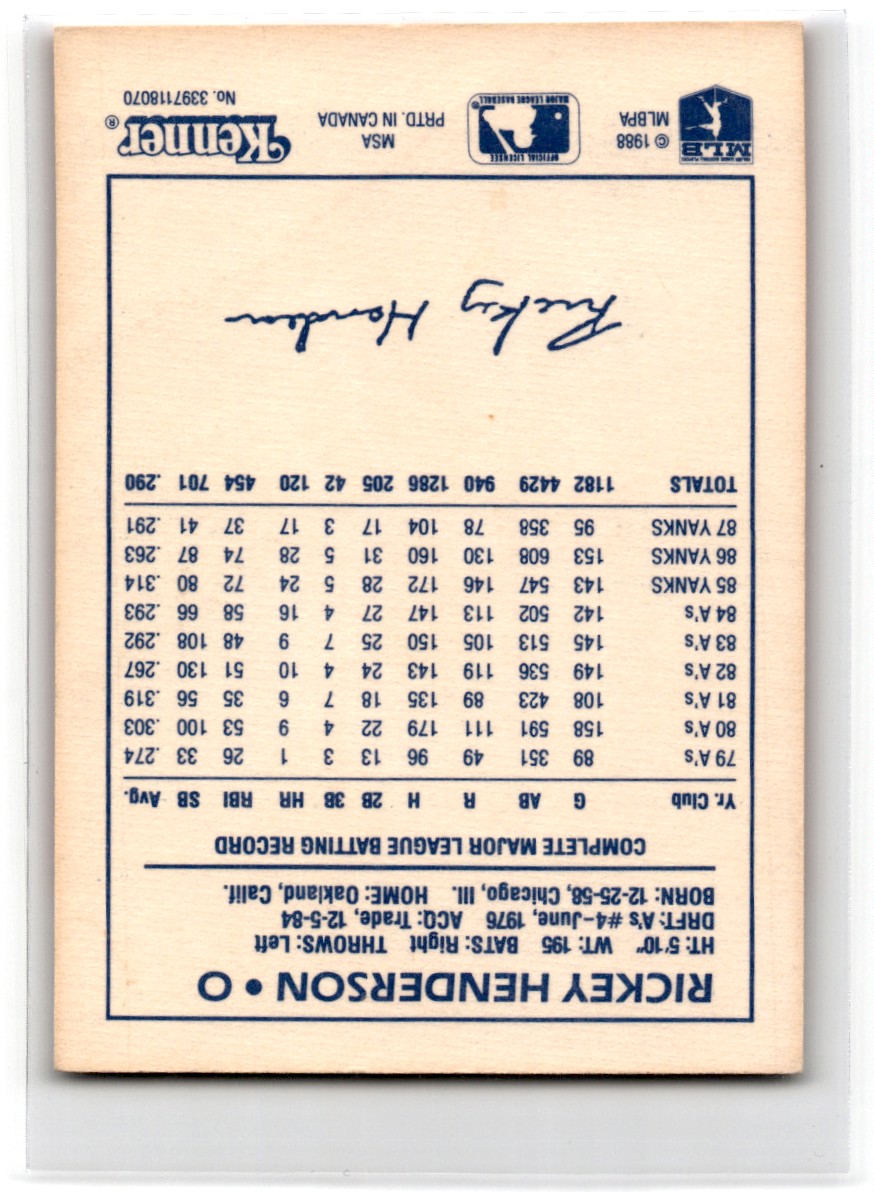 RICKEY HENDERSON • O
HT: 5'10" WT: 195 BATS: Right THROWS: Left
DRFT: A's #4-June, 1976 ACQ: Trade, 12-5-84
BORN: 12-25-58, Chicago, Ill. HOME: Oakland, Calif.
COMPLETE MAJOR LEAGUE BATTING RECORD
Yr. Club G AB R H 2B 3B HR RBI SB Avg.
79 A's 89 351 49 96 13 3 1 26 33 .274
80 A's 158 591 111 179 22 4 9 53 100 .303
81 A's 108 423 89 135 18 7 6 35 56 .319
82 A's 149 536 119 143 24 4 10 51 130 .267
83 A's 145 513 105 150 25 7 9 48 108 .292
84 A's 142 502 113 147 27 4 16 58 66 .293
85 YANKS 143 547 146 172 28 5 24 72 80 .314
86 YANKS 153 608 130 160 31 5 28 74 87 .263
87 YANKS 95 358 78 104 17 3 17 37 41 .291
TOTALS 1182 4429 940 1286 205 42 120 454 701 .290
Rickey Henderson
MLB
© 1988
MLBPA
OFFICIAL LICENSEE
MAJOR LEAGUE BASEBALL®
MSA
PRTD. IN CANADA
Kenner®
No. 3397118070